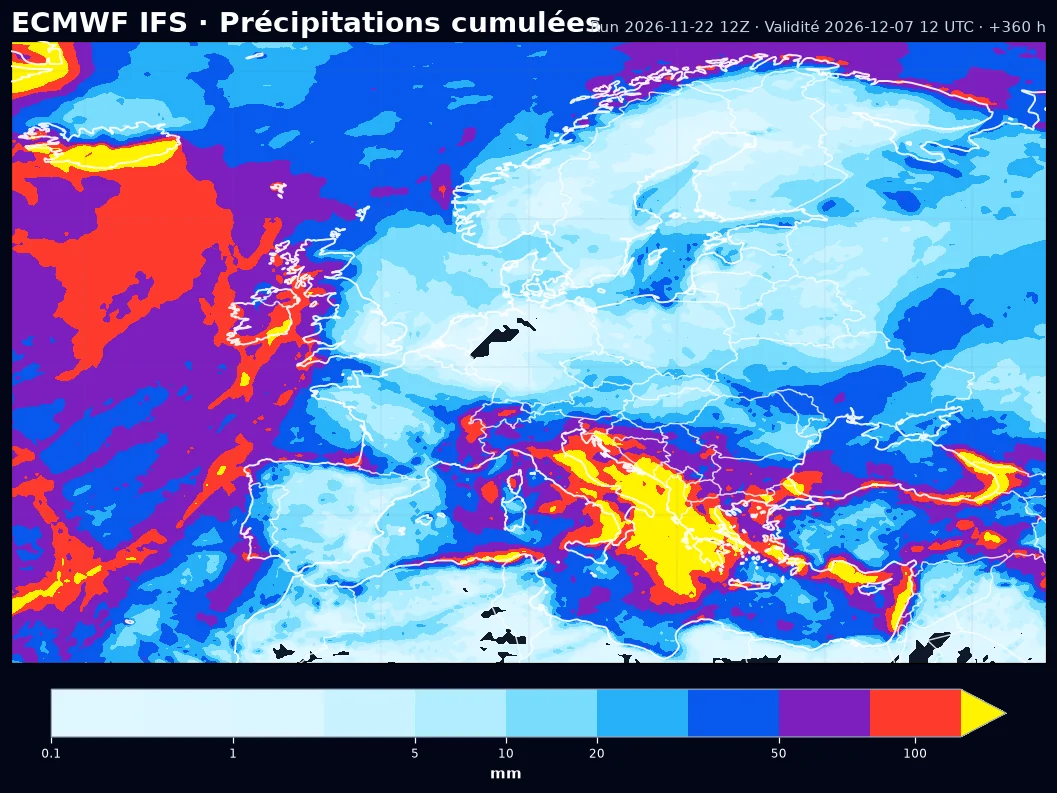 ECMWF IFS · Précipitations cumulées
Run 2026-11-22 12Z · Validité 2026-12-07 12 UTC · +360 h
0.1 1 5 10 20 50 100
mm